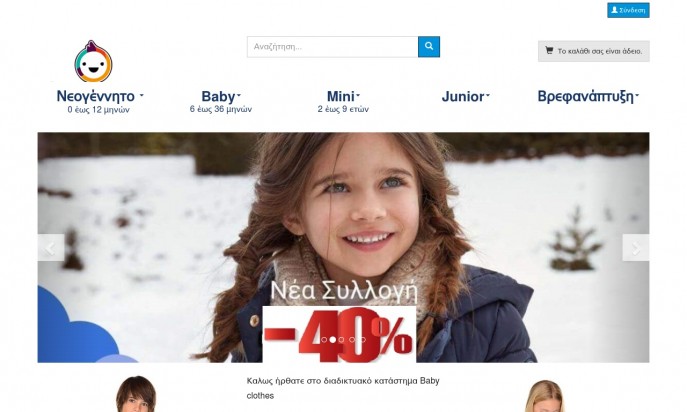 Σύνδεση
Αναζήτηση...
Το καλάθι σας είναι άδειο.
Νεογέννητο
0 έως 12 μηνών
Baby
6 έως 36 μηνών
Mini
2 έως 9 ετών
Junior
Βρεφανάπτυξη
Νέα Συλλογή
-40%
Καλως ήρθατε στο διαδικτυακό κατάστημα Baby
clothes